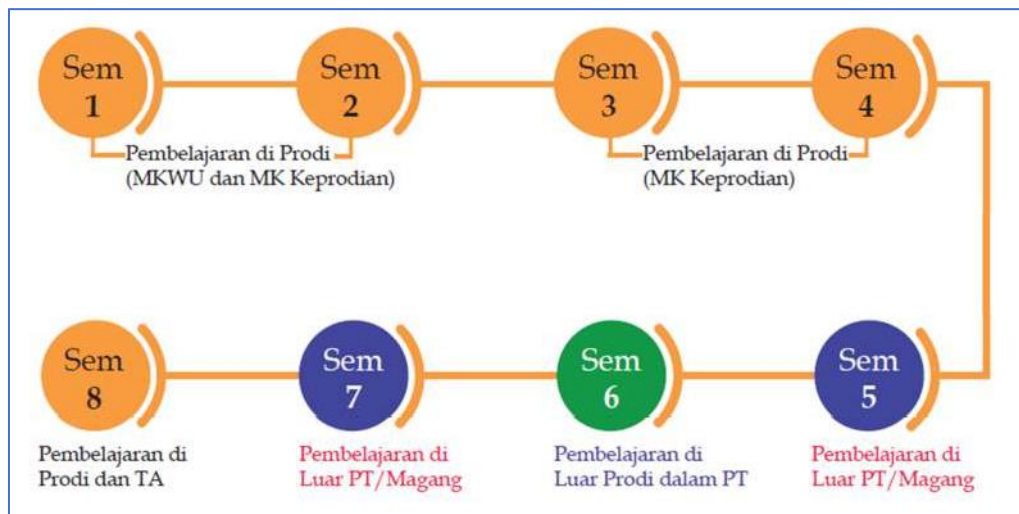 Sem
1
Sem
2
Sem
3
Sem
4
Pembelajaran di Prodi
(MKWU dan MK Keprodian)
Pembelajaran di Prodi
(MK Keprodian)
Sem
8
Sem
7
Sem
6
Sem
5
Pembelajaran di
Prodi dan TA
Pembelajaran di
Luar PT/Magang
Pembelajaran di
Luar Prodi dalam PT
Pembelajaran di
Luar PT/Magang